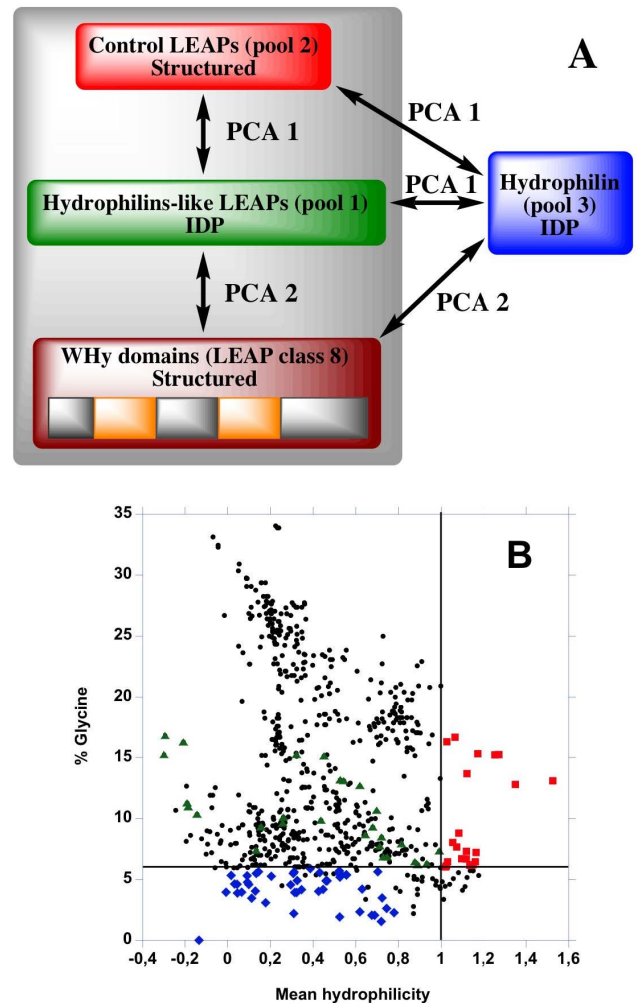 Control LEAPs (pool 2)
Structured
A
PCA 1
PCA 1
Hydrophilins-like LEAPs (pool 1)
IDP
PCA 1
Hydrophilin
(pool 3)
IDP
PCA 2
PCA 2
WHy domains (LEAP class 8)
Structured
B
% Glycine
35
30
25
20
15
10
5
0
-0,4
-0,2
0
0,2
0,4
0,6
0,8
1
1,2
1,4
1,6
Mean hydrophilicity